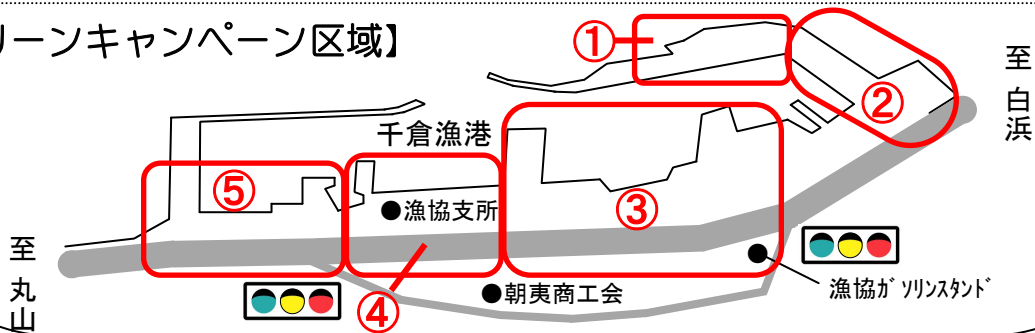 リーンキャンペーン区域】
①
②
至 白浜
千倉漁港
⑤
●漁協支所
③
至 丸山
④
●朝夷商工会
漁協ｶﾞｿﾘﾝｽﾀﾝﾄﾞ